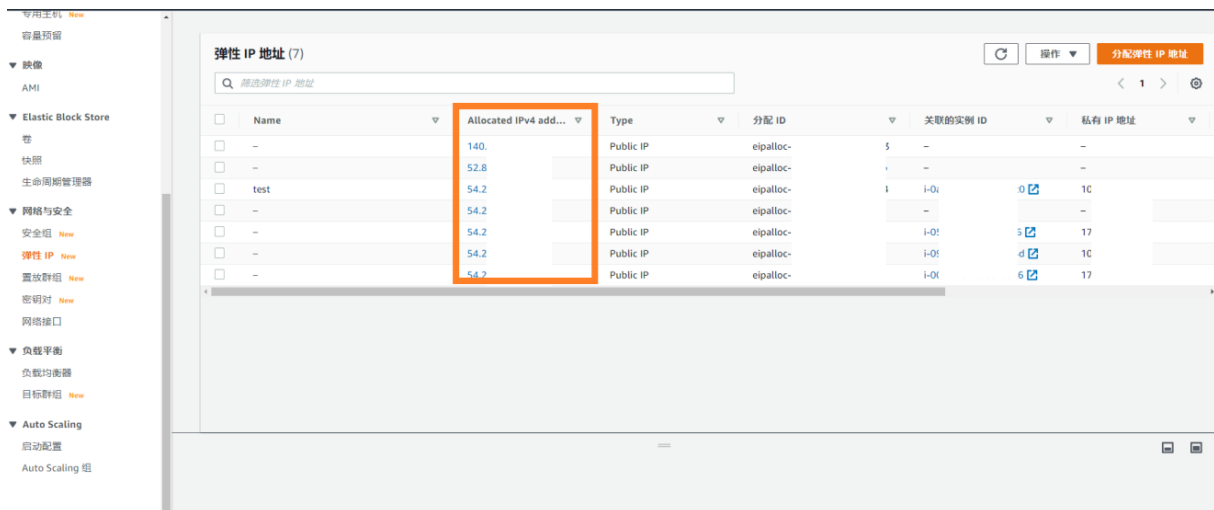 专用主机 New
容量预留
映像
AMI
Elastic Block Store
卷
快照
生命周期管理器
网络与安全
安全组 New
弹性 IP New
置放群组 New
密钥对 New
网络接口
负载平衡
负载均衡器
目标群组 New
Auto Scaling
启动配置
Auto Scaling 组
弹性 IP 地址 (7)
操作
分配弹性 IP 地址
筛选弹性 IP 地址
1
Name Allocated IPv4 add... Type 分配 ID 关联的实例 ID 私有 IP 地址
– 140. Public IP eipalloc- 3 – –
– 52.8 Public IP eipalloc- – –
test 54.2 Public IP eipalloc- 4 i-0a :0 10
– 54.2 Public IP eipalloc- – –
– 54.2 Public IP eipalloc- i-05 5 17
– 54.2 Public IP eipalloc- i-09 d 10
– 54.2 Public IP eipalloc- i-00 6 17